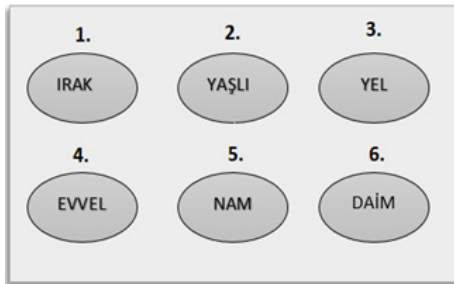 1. 2. 3.
IRAK YAŞLI YEL
4. 5. 6.
EVVEL NAM DAİM